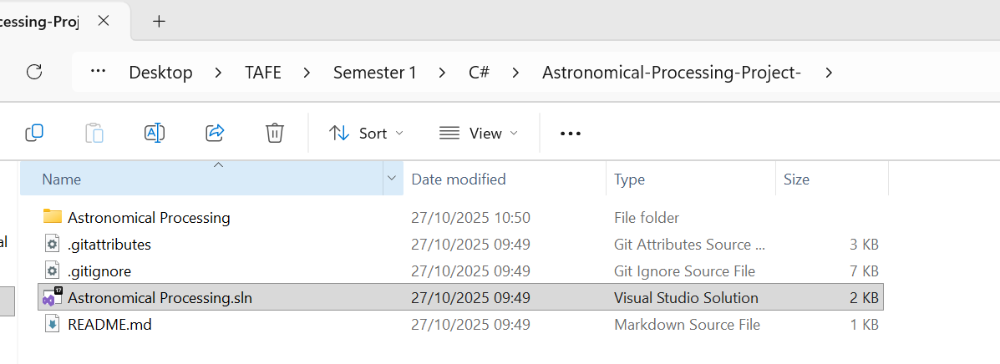 cessing-Proj
Desktop > TAFE > Semester 1 > C# > Astronomical-Processing-Project- >
Sort View
Name Date modified Type Size
Astronomical Processing 27/10/2025 10:50 File folder
.gitattributes 27/10/2025 09:49 Git Attributes Source ... 3 KB
.gitignore 27/10/2025 09:49 Git Ignore Source File 7 KB
al
Astronomical Processing.sln 27/10/2025 09:49 Visual Studio Solution 2 KB
README.md 27/10/2025 09:49 Markdown Source File 1 KB